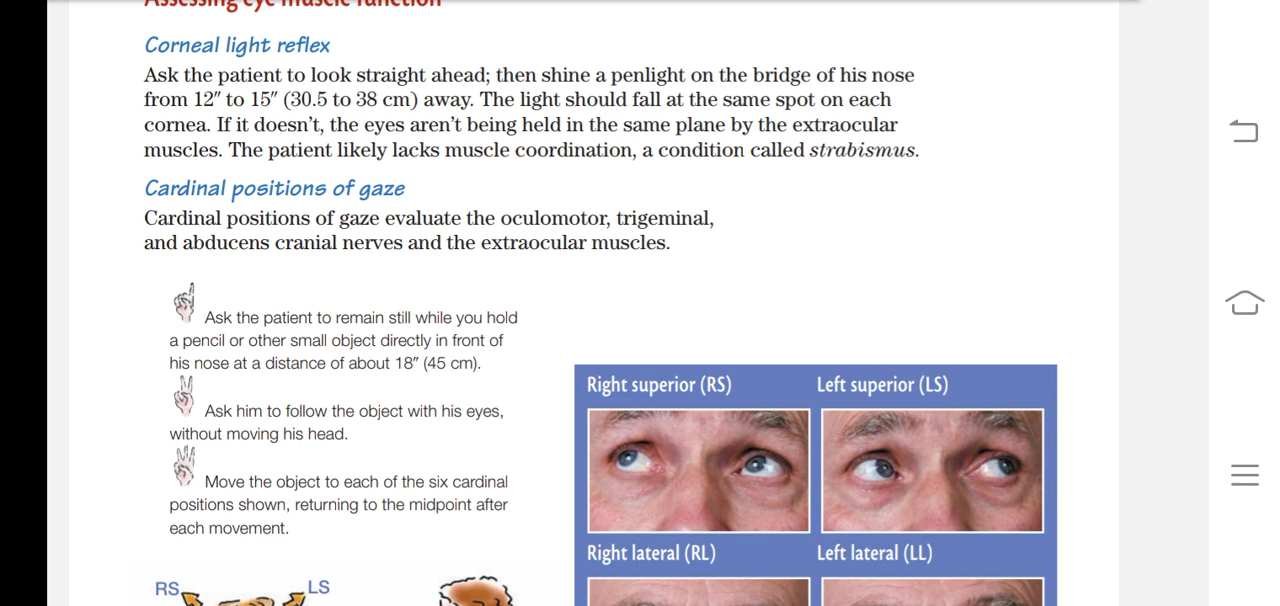 Assessing eye muscle function
Corneal light reflex
Ask the patient to look straight ahead; then shine a penlight on the bridge of his nose
from 12″ to 15″ (30.5 to 38 cm) away. The light should fall at the same spot on each
cornea. If it doesn’t, the eyes aren’t being held in the same plane by the extraocular
muscles. The patient likely lacks muscle coordination, a condition called strabismus.
Cardinal positions of gaze
Cardinal positions of gaze evaluate the oculomotor, trigeminal,
and abducens cranial nerves and the extraocular muscles.
Ask the patient to remain still while you hold
a pencil or other small object directly in front of
his nose at a distance of about 18″ (45 cm).
Ask him to follow the object with his eyes,
without moving his head.
Move the object to each of the six cardinal
positions shown, returning to the midpoint after
each movement.
RS LS
Right superior (RS) Left superior (LS)
Right lateral (RL) Left lateral (LL)